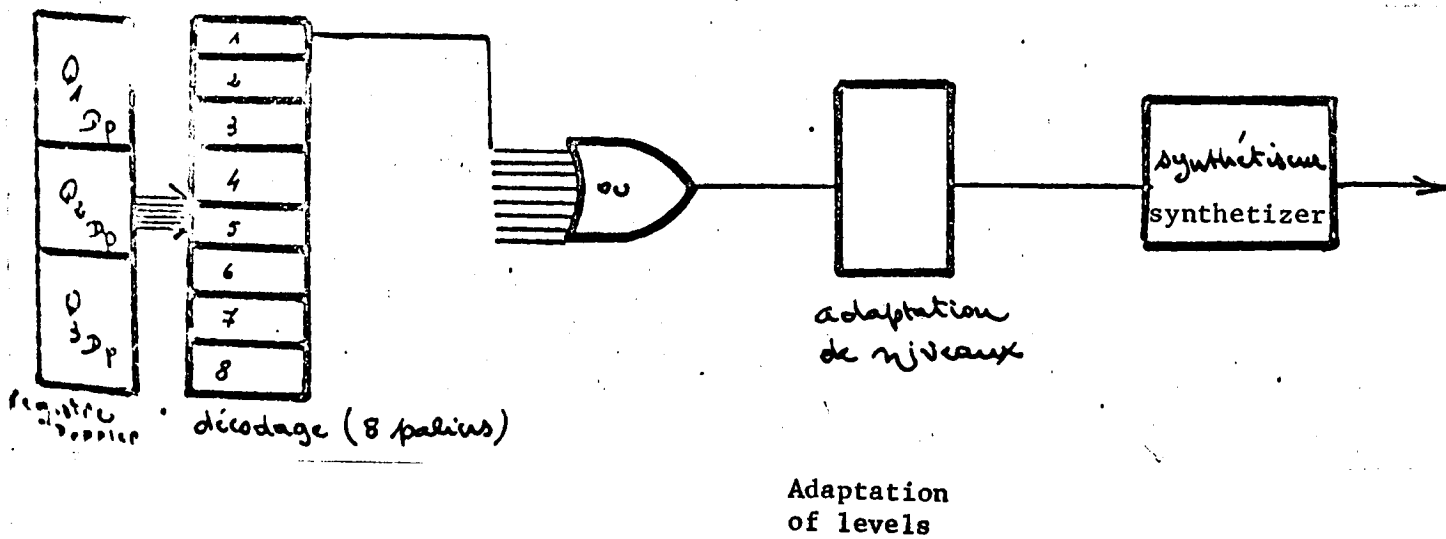 Q1 Dp
Q2 Dp
Q3 Dp
1
2
3
4
5
6
7
8
ou
synthétiseur
synthetizer
adaptation
de niveaux
Registre
Doppler
décodage (8 paliers)
Adaptation
of levels